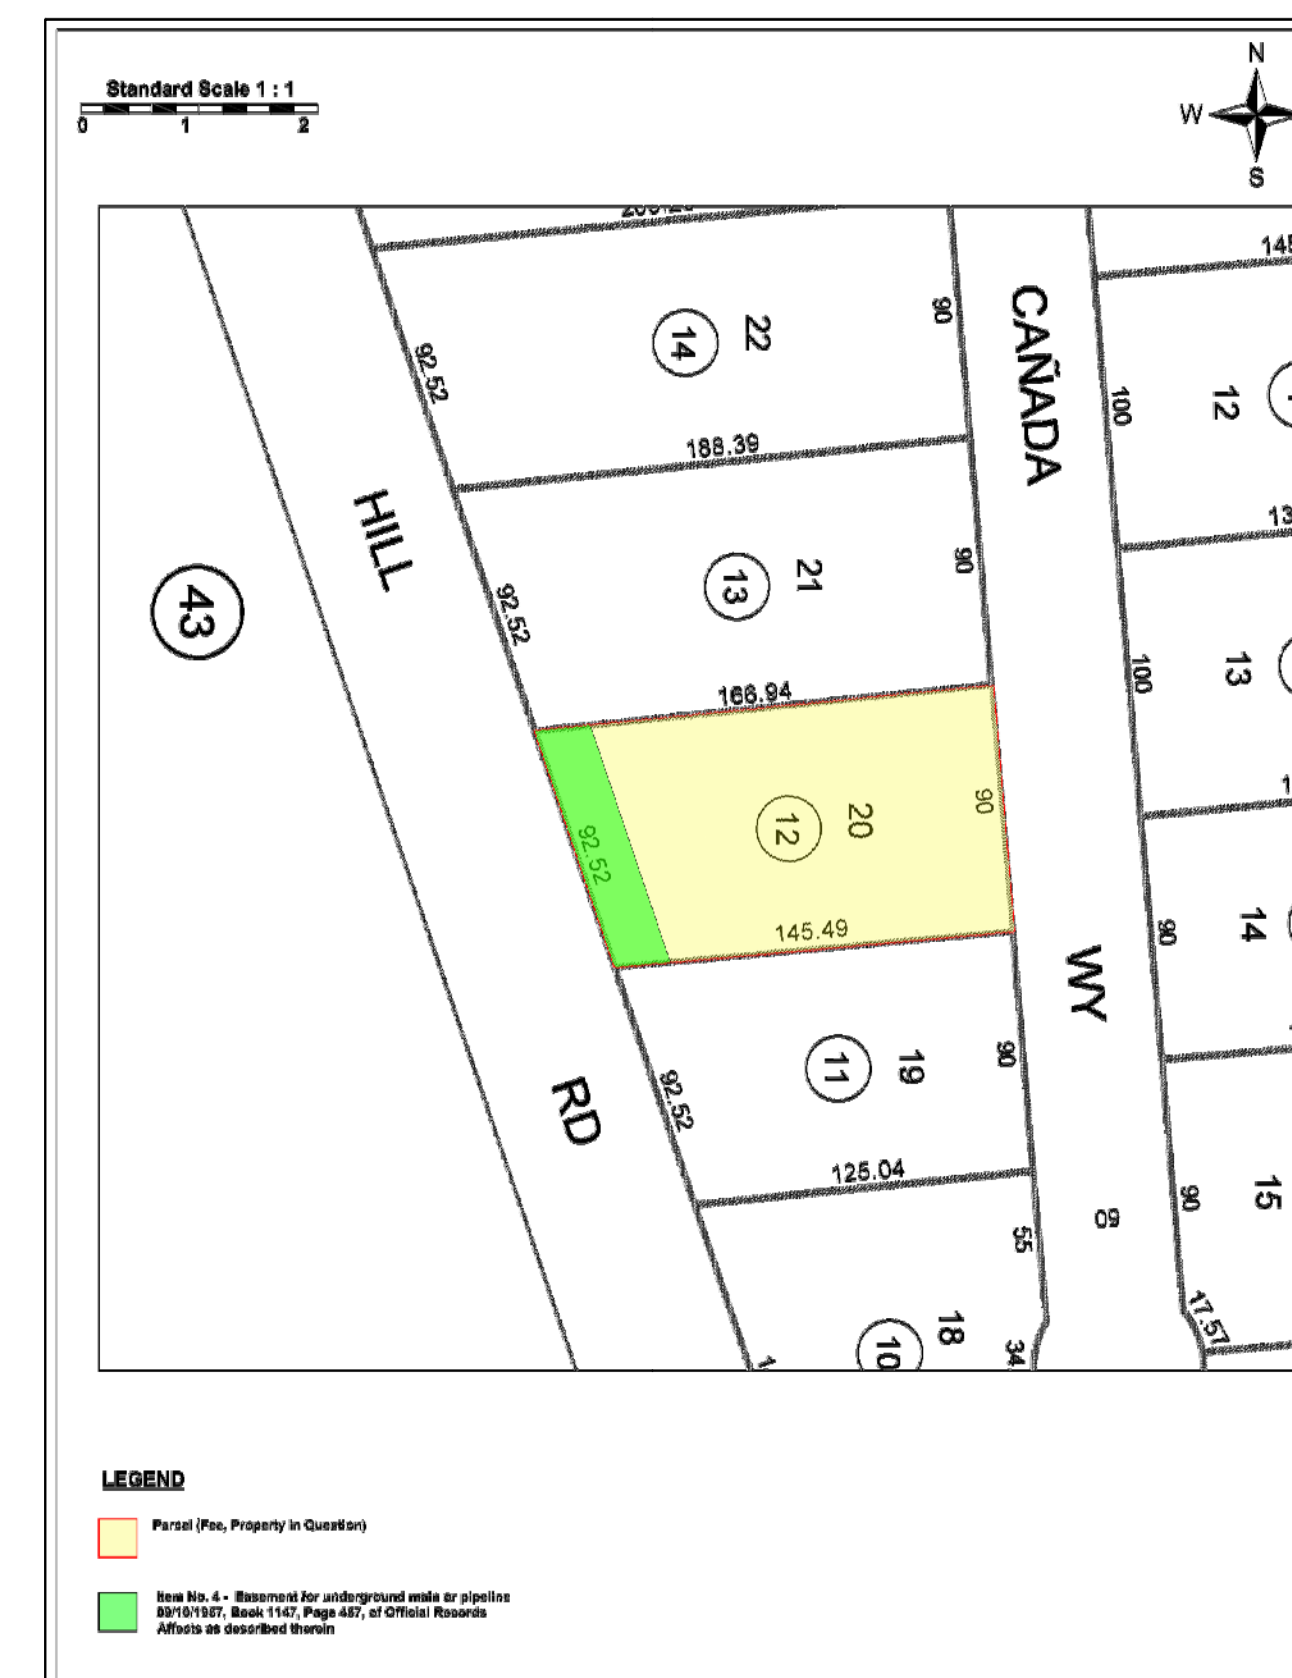 Standard Scale 1 : 1
0 1 2
N
W
S
145
22
14
90
92.52
188.39
CAÑADA
100
12
HILL
43
21
13
90
92.52
166.94
100
13
20
12
90
92.52
145.49
WY
90
14
RD
19
11
90
92.52
125.04
60
90
15
55
18
10
34
17.57
LEGEND
Parcel (Fee, Property in Question)
Item No. 4 - Easement for underground main or pipeline
Book 1147, Page 457, of Official Records
Affects as described therein